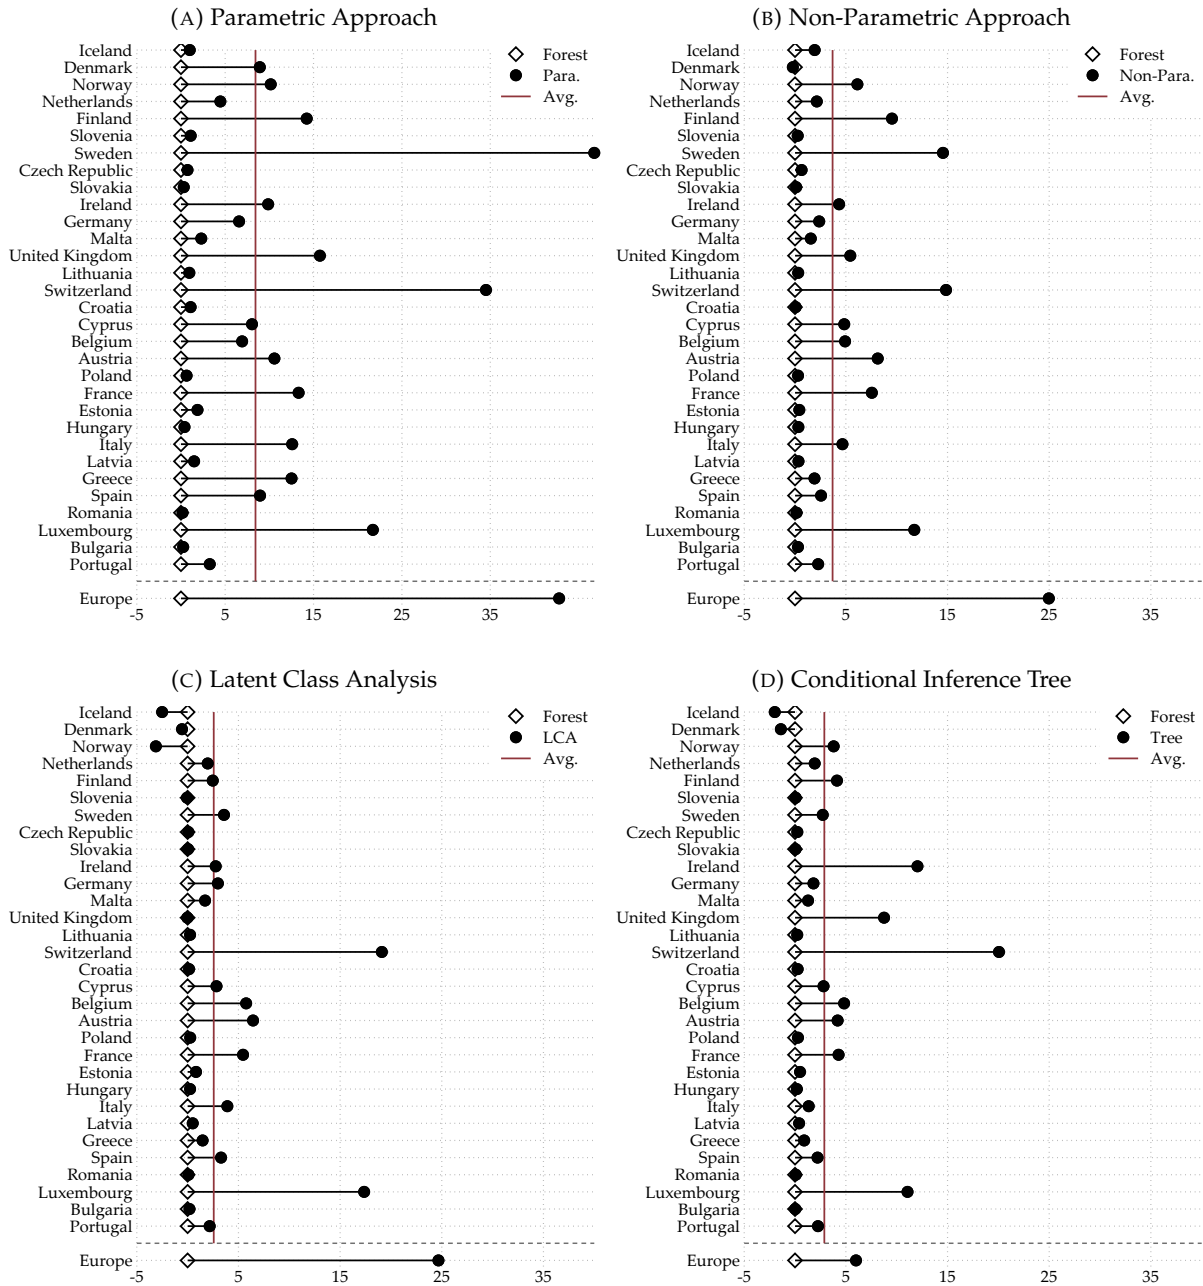 (A) Parametric Approach
Iceland
Denmark
Norway
Netherlands
Finland
Slovenia
Sweden
Czech Republic
Slovakia
Ireland
Germany
Malta
United Kingdom
Lithuania
Switzerland
Croatia
Cyprus
Belgium
Austria
Poland
France
Estonia
Hungary
Italy
Latvia
Greece
Spain
Romania
Luxembourg
Bulgaria
Portugal
Europe
Forest
Para.
Avg.
-5 5 15 25 35
(B) Non-Parametric Approach
Iceland
Denmark
Norway
Netherlands
Finland
Slovenia
Sweden
Czech Republic
Slovakia
Ireland
Germany
Malta
United Kingdom
Lithuania
Switzerland
Croatia
Cyprus
Belgium
Austria
Poland
France
Estonia
Hungary
Italy
Latvia
Greece
Spain
Romania
Luxembourg
Bulgaria
Portugal
Europe
Forest
Non-Para.
Avg.
-5 5 15 25 35
(C) Latent Class Analysis
Iceland
Denmark
Norway
Netherlands
Finland
Slovenia
Sweden
Czech Republic
Slovakia
Ireland
Germany
Malta
United Kingdom
Lithuania
Switzerland
Croatia
Cyprus
Belgium
Austria
Poland
France
Estonia
Hungary
Italy
Latvia
Greece
Spain
Romania
Luxembourg
Bulgaria
Portugal
Europe
Forest
LCA
Avg.
-5 5 15 25 35
(D) Conditional Inference Tree
Iceland
Denmark
Norway
Netherlands
Finland
Slovenia
Sweden
Czech Republic
Slovakia
Ireland
Germany
Malta
United Kingdom
Lithuania
Switzerland
Croatia
Cyprus
Belgium
Austria
Poland
France
Estonia
Hungary
Italy
Latvia
Greece
Spain
Romania
Luxembourg
Bulgaria
Portugal
Europe
Forest
Tree
Avg.
-5 5 15 25 35